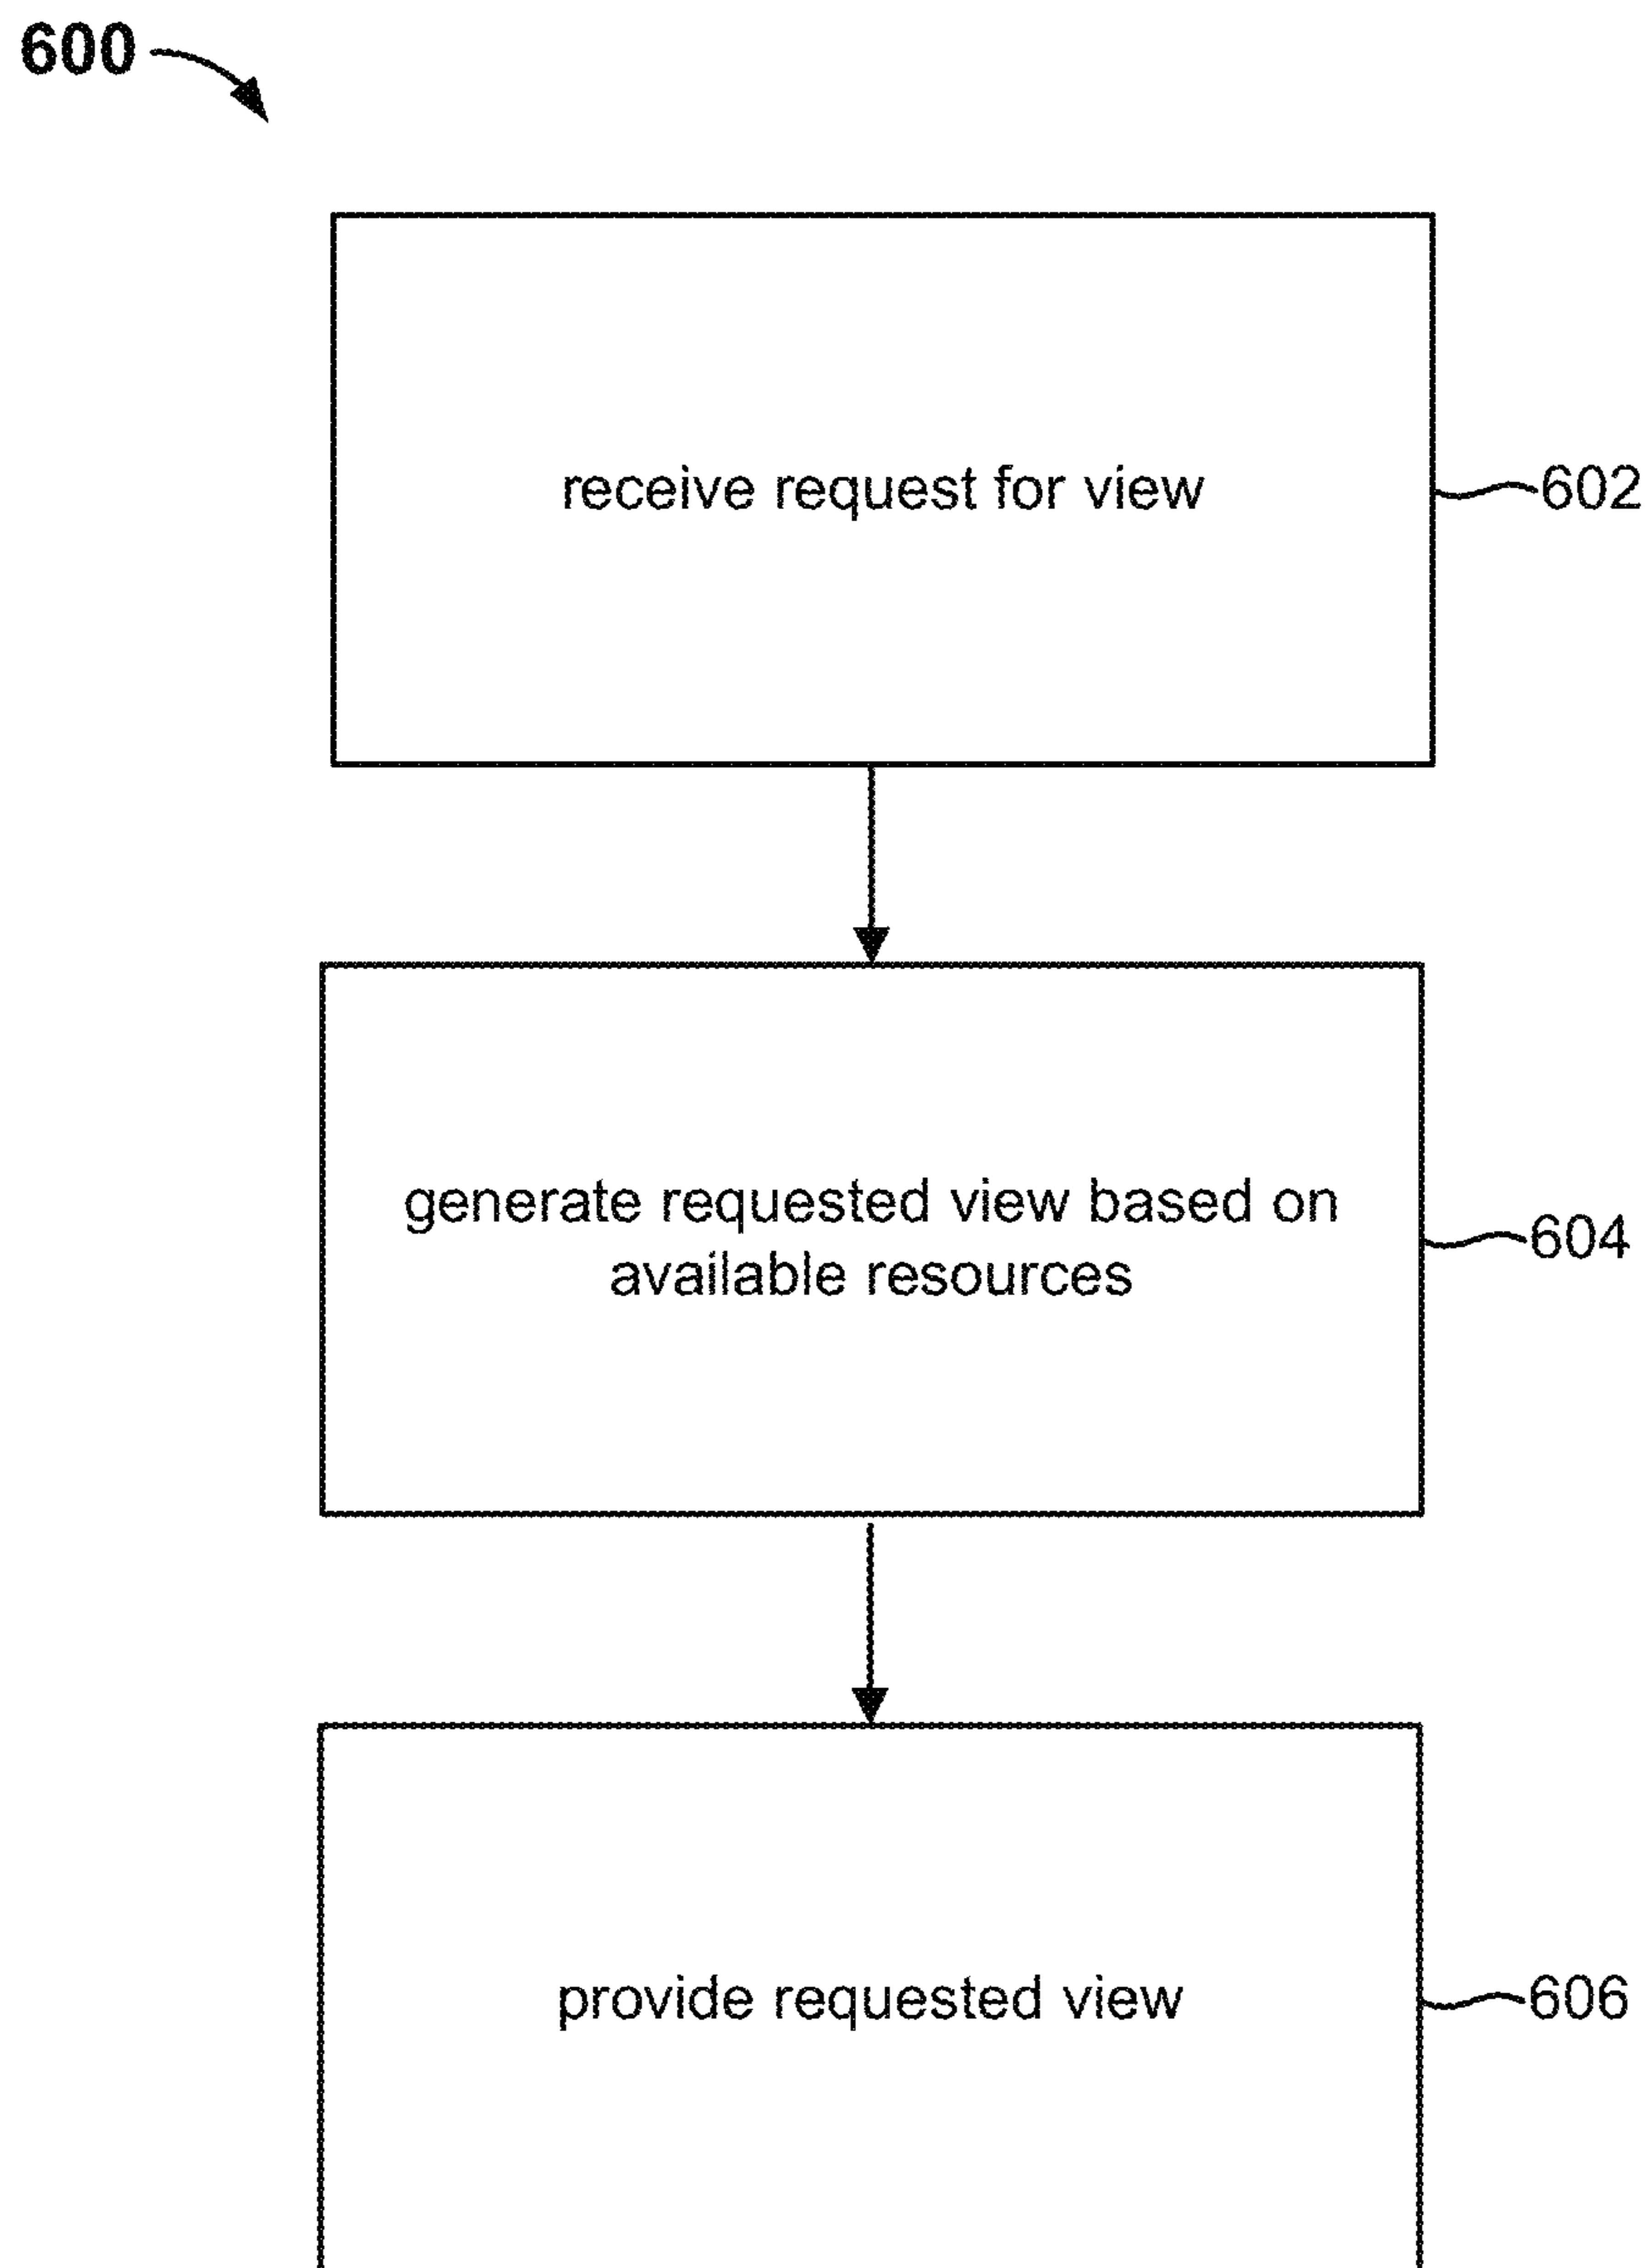 600
receive request for view
602
generate requested view based on
available resources
604
provide requested view
606